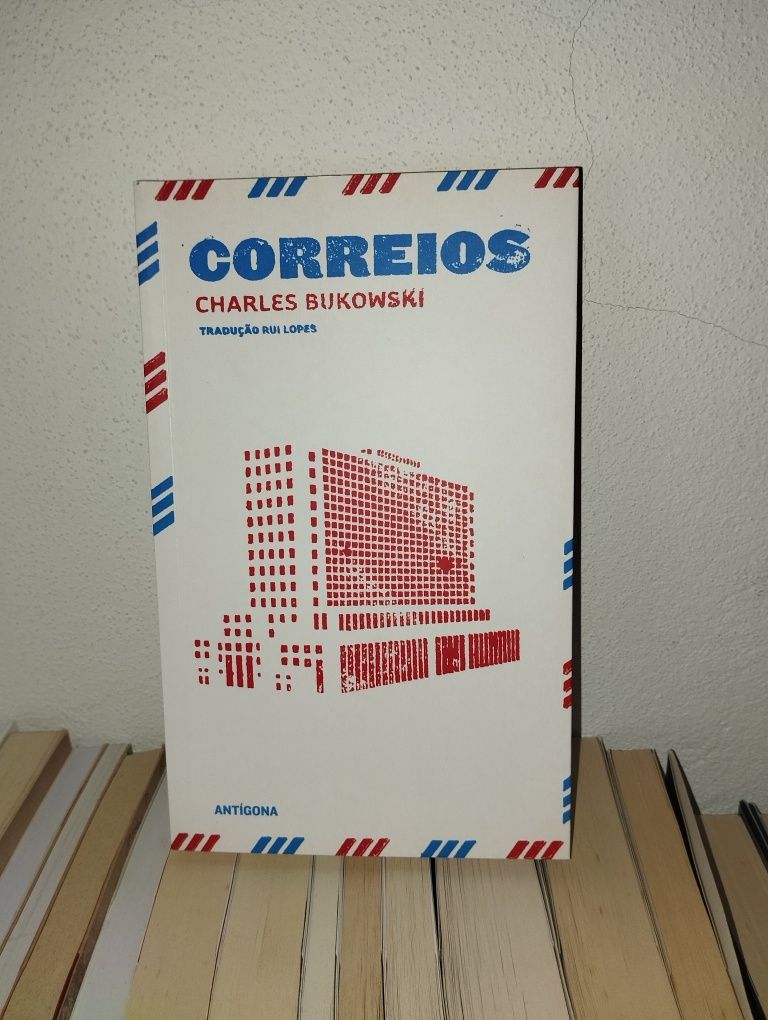 CORREIOS
CHARLES BUKOWSKI
TRADUÇÃO RUI LOPES
ANTÍGONA